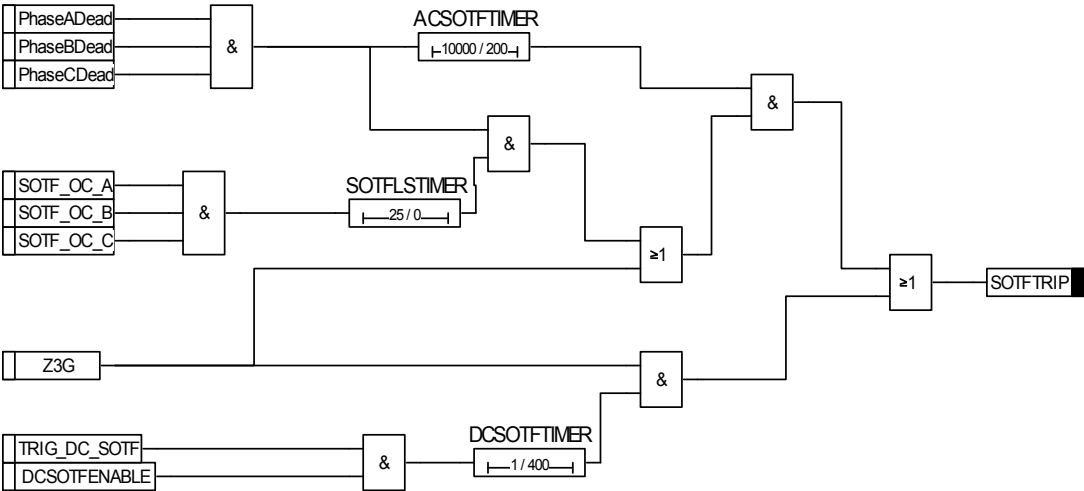 PhaseADead
PhaseBDead
PhaseCDead
&
ACSOTFTIMER
10000 / 200
&
&
SOTF_OC_A
SOTF_OC_B
SOTF_OC_C
&
SOTFLSTIMER
25 / 0
≥1
≥1
SOTFTRIP
Z3G
&
TRIG_DC_SOTF
DCSOTFENABLE
&
DCSOTFTIMER
1 / 400